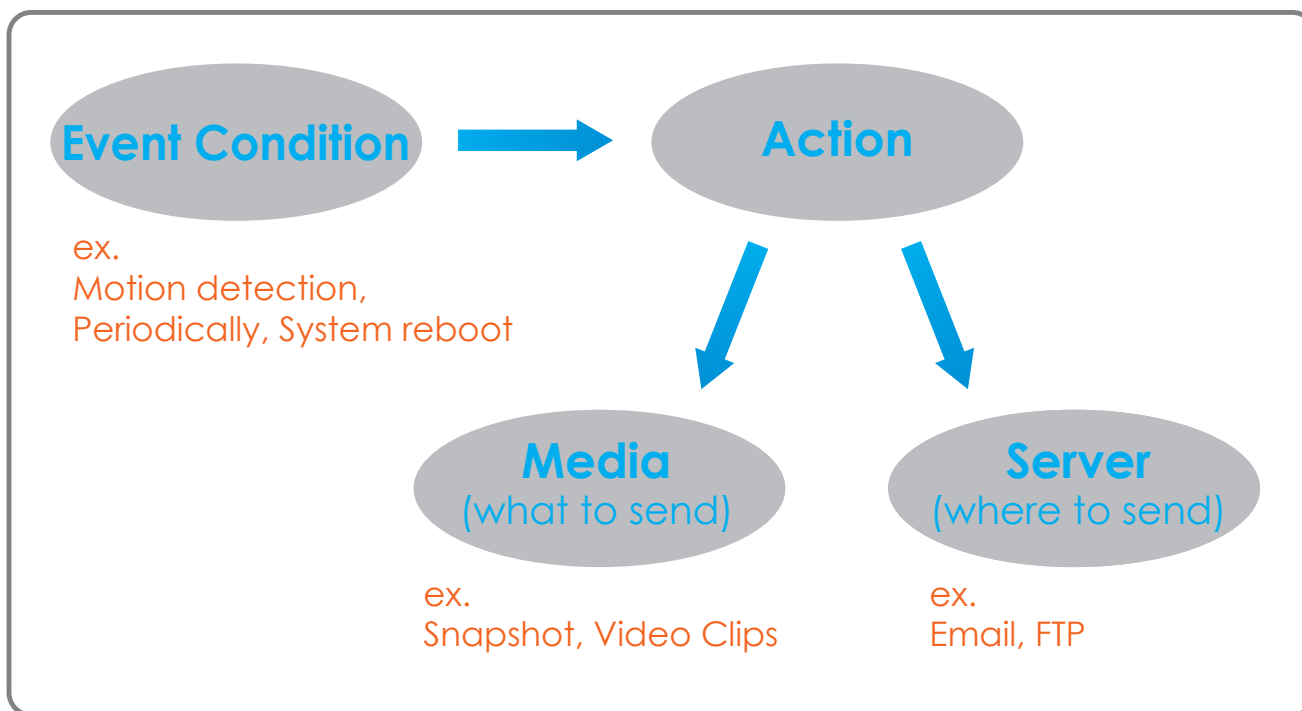 Event Condition
Action
ex.
Motion detection,
Periodically, System reboot
Media
(what to send)
Server
(where to send)
ex.
Snapshot, Video Clips
ex.
Email, FTP